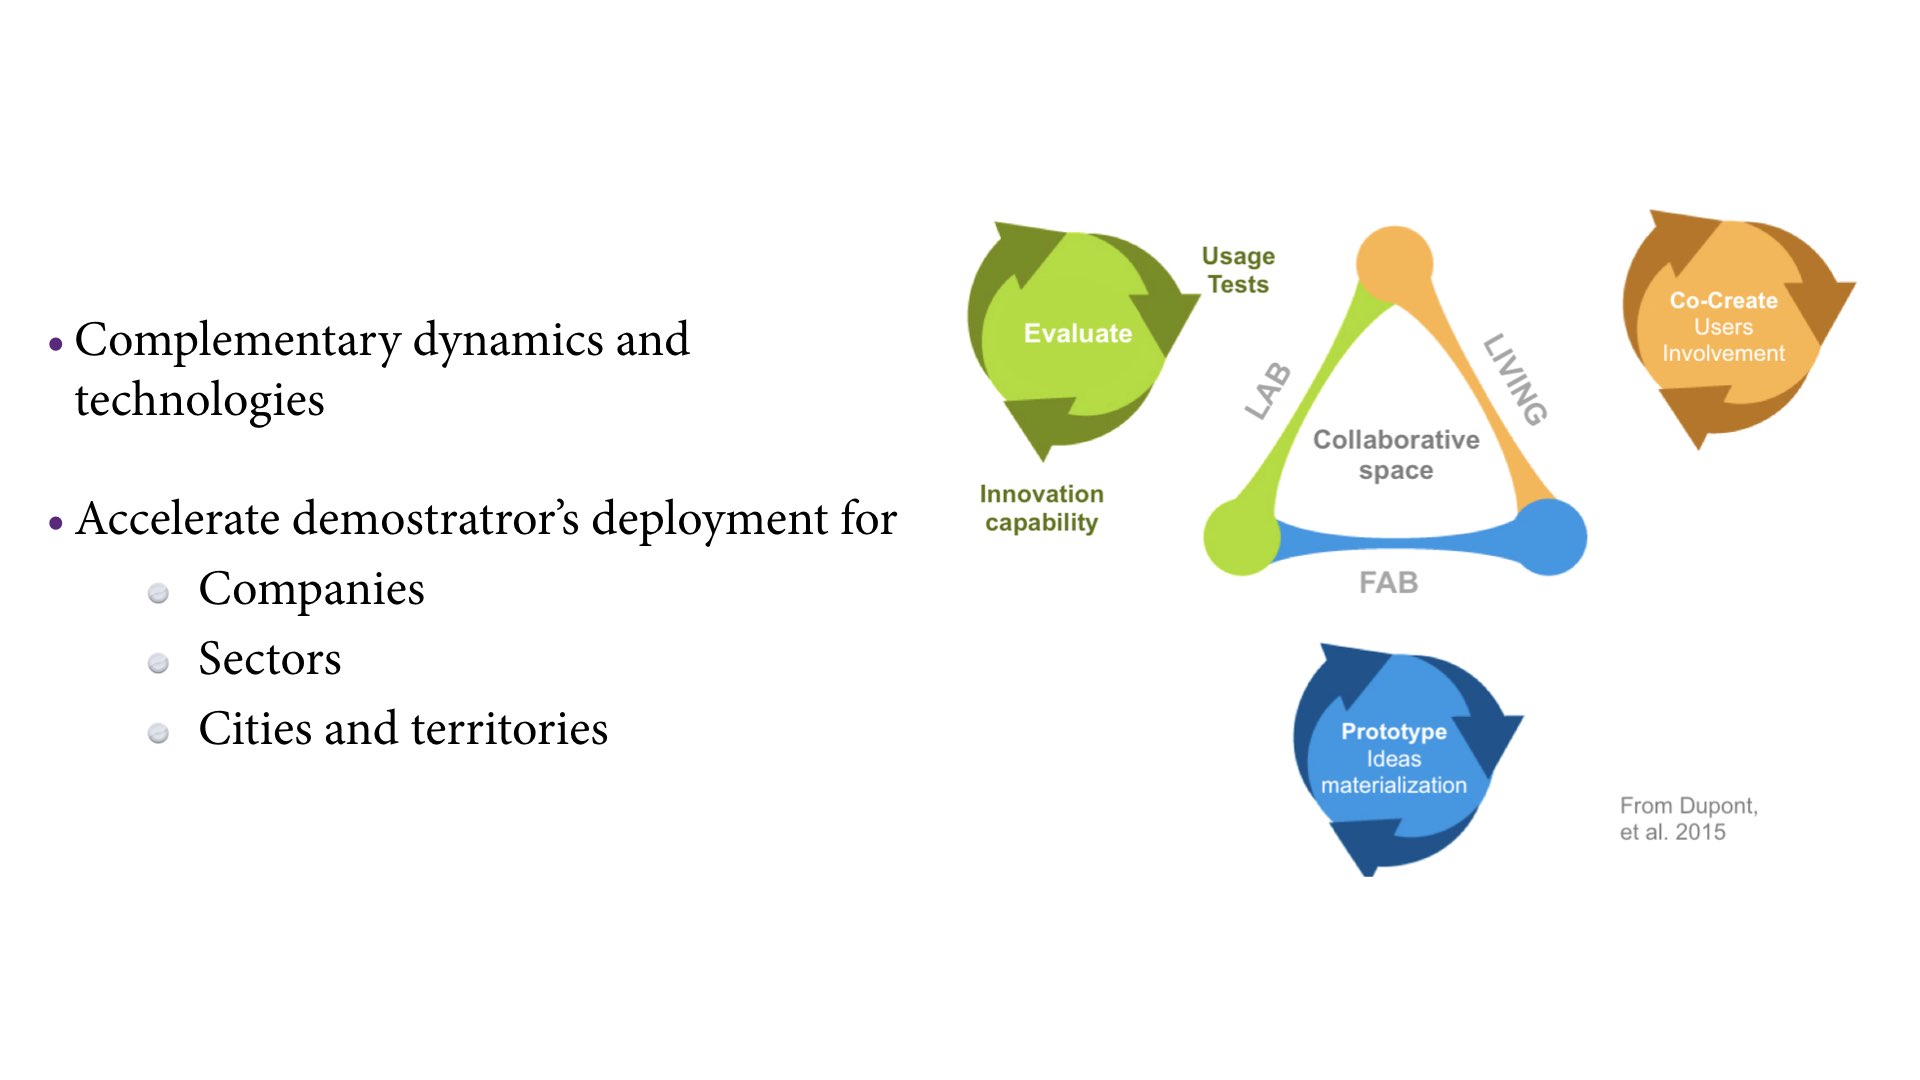 • Complementary dynamics and
technologies
• Accelerate demostratror’s deployment for
Companies
Sectors
Cities and territories
Evaluate
Usage
Tests
Innovation
capability
LAB
LIVING
Collaborative
space
FAB
Co-Create
Users
Involvement
Prototype
Ideas
materialization
From Dupont,
et al. 2015